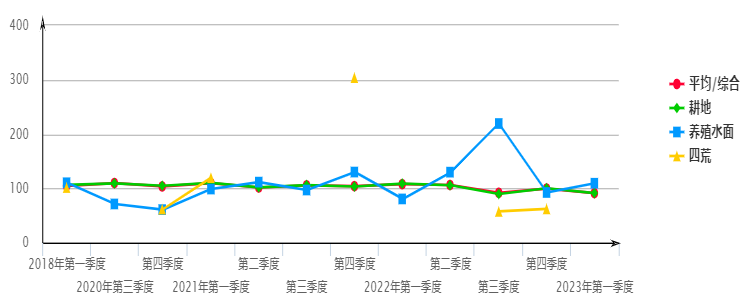 400
300
200
100
0
平均/综合
耕地
养殖水面
四荒
2018年第一季度 第四季度 第二季度 第四季度 第二季度 第四季度
2020年第三季度 2021年第一季度 第三季度 2022年第一季度 第三季度 2023年第一季度